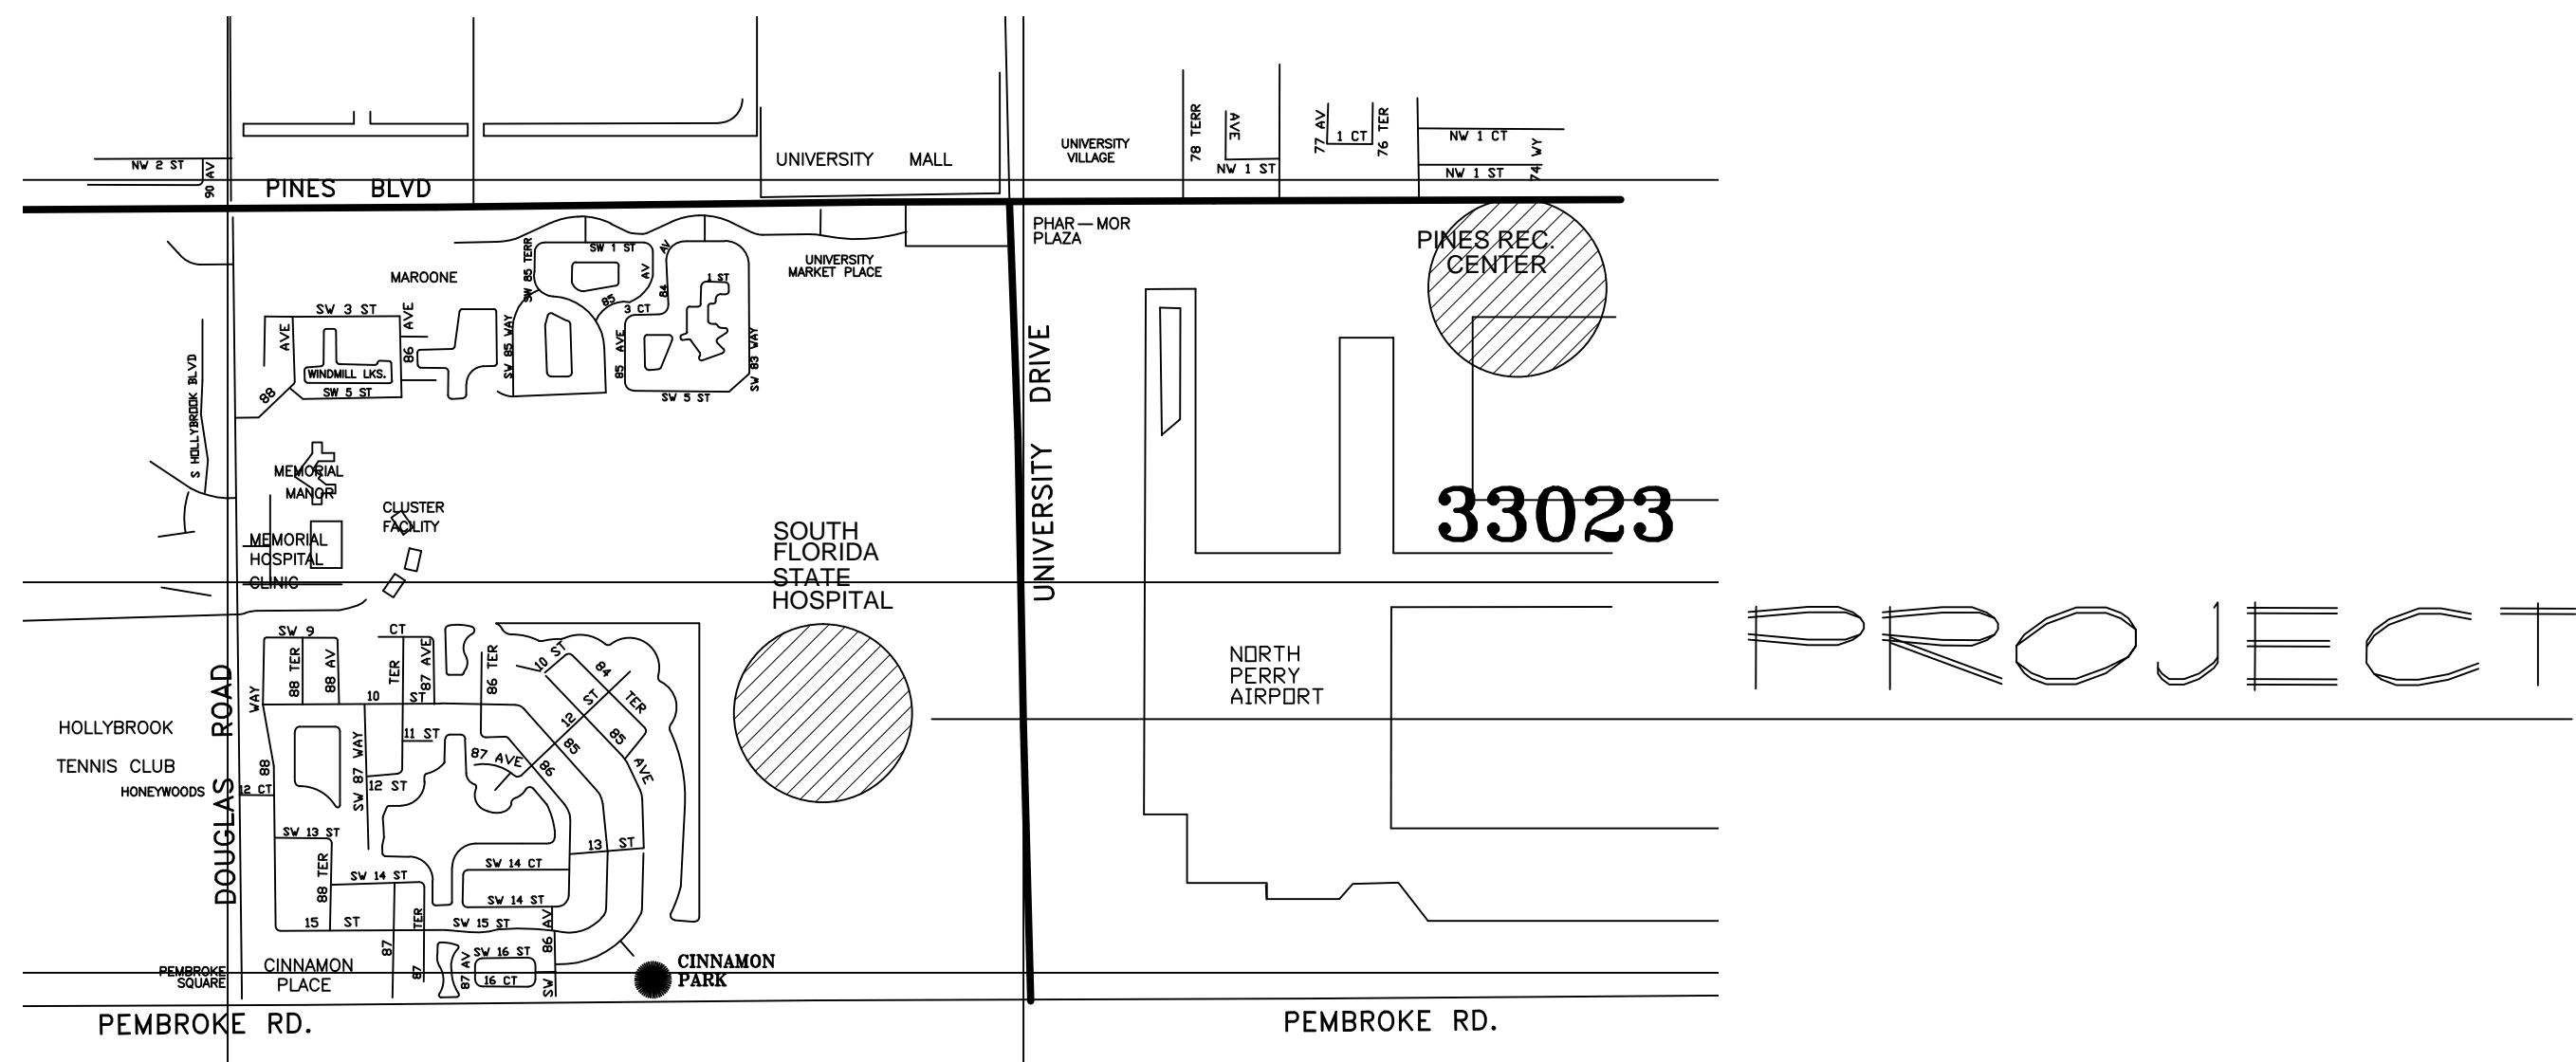 UNIVERSITY MALL
UNIVERSITY
VILLAGE
78 TERR
AVE
NW 1 ST
77 AV
1 CT
76 TER
NW 1 CT
NW 1 ST
74 WY
NW 2 ST
90 AV
PINES BLVD
PHAR-MOR
PLAZA
PINES REC.
CENTER
UNIVERSITY
MARKET PLACE
MAROONE
SW 85 TERR
SW 1 ST
AV
AV
84
1 ST
85
3 CT
SW 3 ST
AVE
AVE
86
SW 85 WAY
AVE
85
SW 83 WAY
WINDMILL LKS.
SW 5 ST
88
SW 5 ST
S HOLLYBROOK BLVD
UNIVERSITY DRIVE
MEMORIAL
MANOR
CLUSTER
FACILITY
MEMORIAL
HOSPITAL
CLINIC
SOUTH
FLORIDA
STATE
HOSPITAL
33023
PROJECT
NORTH
PERRY
AIRPORT
SW 9
CT
88 TER
88 AV
TER
87 AVE
86 TER
10 ST
84
TER
WAY
10 ST
12 ST
85
85
AVE
11 ST
87 AVE
86
SW 87 WAY
12 ST
88
12 CT
HOLLYBROOK
TENNIS CLUB
HONEYWOODS
DOUGLAS ROAD
SW 13 ST
13 ST
88 TER
SW 14 CT
SW 14 ST
SW 14 ST
15 ST
TER
SW 15 ST
AV
86
SW
87
87
87 AV
SW 16 ST
16 CT
CINNAMON
PARK
CINNAMON
PLACE
PEMBROKE
SQUARE
PEMBROKE RD.
PEMBROKE RD.